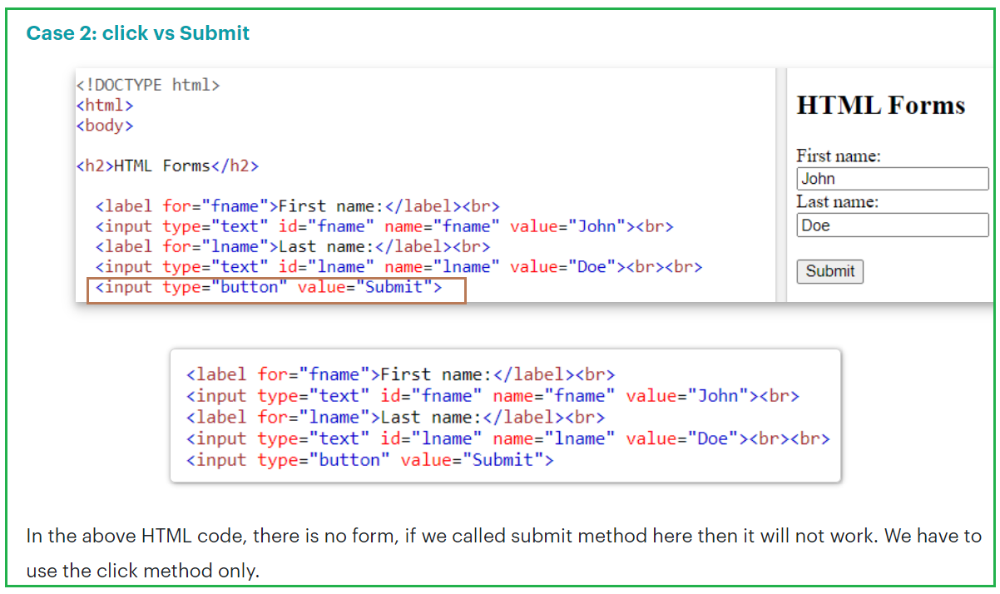 Case 2: click vs Submit
<!DOCTYPE html>
<html>
<body>
<h2>HTML Forms</h2>
<label for="fname">First name:</label><br>
<input type="text" id="fname" name="fname" value="John"><br>
<label for="lname">Last name:</label><br>
<input type="text" id="lname" name="lname" value="Doe"><br><br>
<input type="button" value="Submit">
HTML Forms
First name:
John
Last name:
Doe
Submit
<label for="fname">First name:</label><br>
<input type="text" id="fname" name="fname" value="John"><br>
<label for="lname">Last name:</label><br>
<input type="text" id="lname" name="lname" value="Doe"><br><br>
<input type="button" value="Submit">
In the above HTML code, there is no form, if we called submit method here then it will not work. We have to
use the click method only.